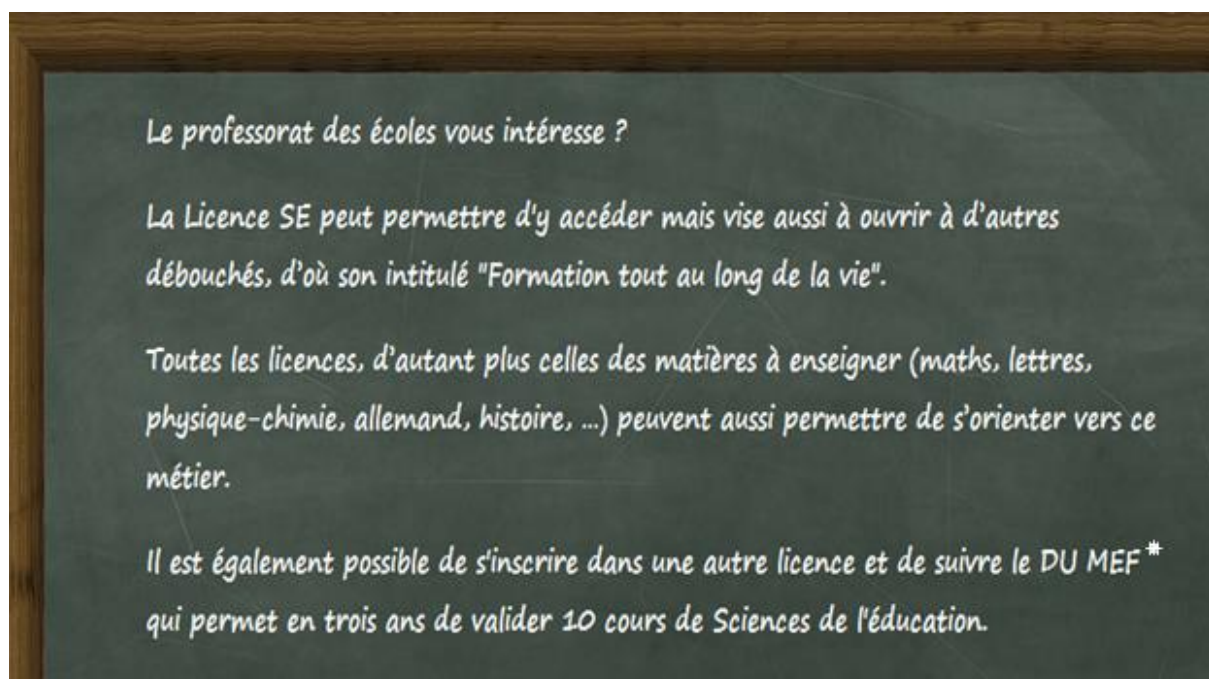 Le professorat des écoles vous intéresse ?
La Licence SE peut permettre d'y accéder mais vise aussi à ouvrir à d’autres
débouchés, d’où son intitulé "Formation tout au long de la vie".
Toutes les licences, d’autant plus celles des matières à enseigner (maths, lettres,
physique-chimie, allemand, histoire, ...) peuvent aussi permettre de s’orienter vers ce
métier.
Il est également possible de s'inscrire dans une autre licence et de suivre le DU MEF*
qui permet en trois ans de valider 10 cours de Sciences de l'éducation.